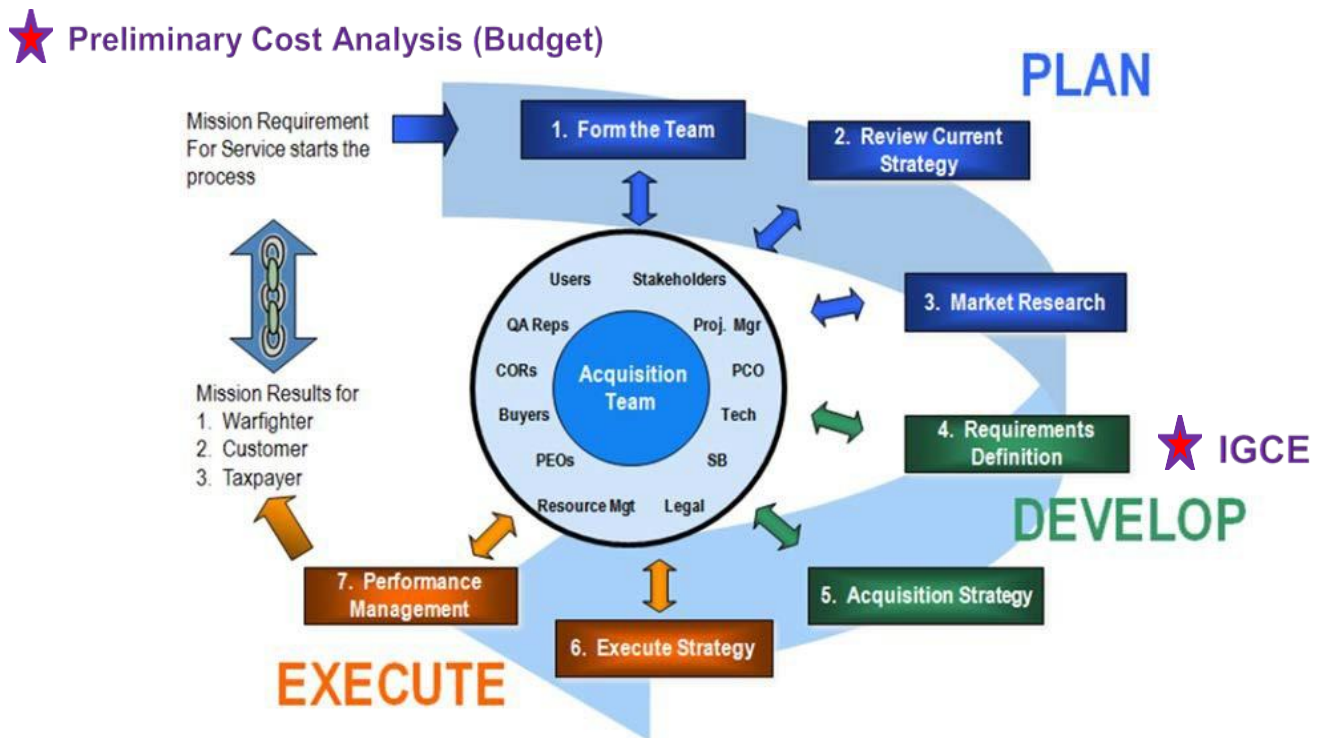 Preliminary Cost Analysis (Budget)
PLAN
Mission Requirement
For Service starts the
process
1. Form the Team
2. Review Current
Strategy
3. Market Research
Users
Stakeholders
QA Reps
Proj. Mgr
CORs
PCO
Buyers
Tech
PEOs
SB
Resource Mgt
Legal
Acquisition
Team
Mission Results for
1. Warfighter
2. Customer
3. Taxpayer
4. Requirements
Definition
IGCE
DEVELOP
5. Acquisition Strategy
6. Execute Strategy
7. Performance
Management
EXECUTE